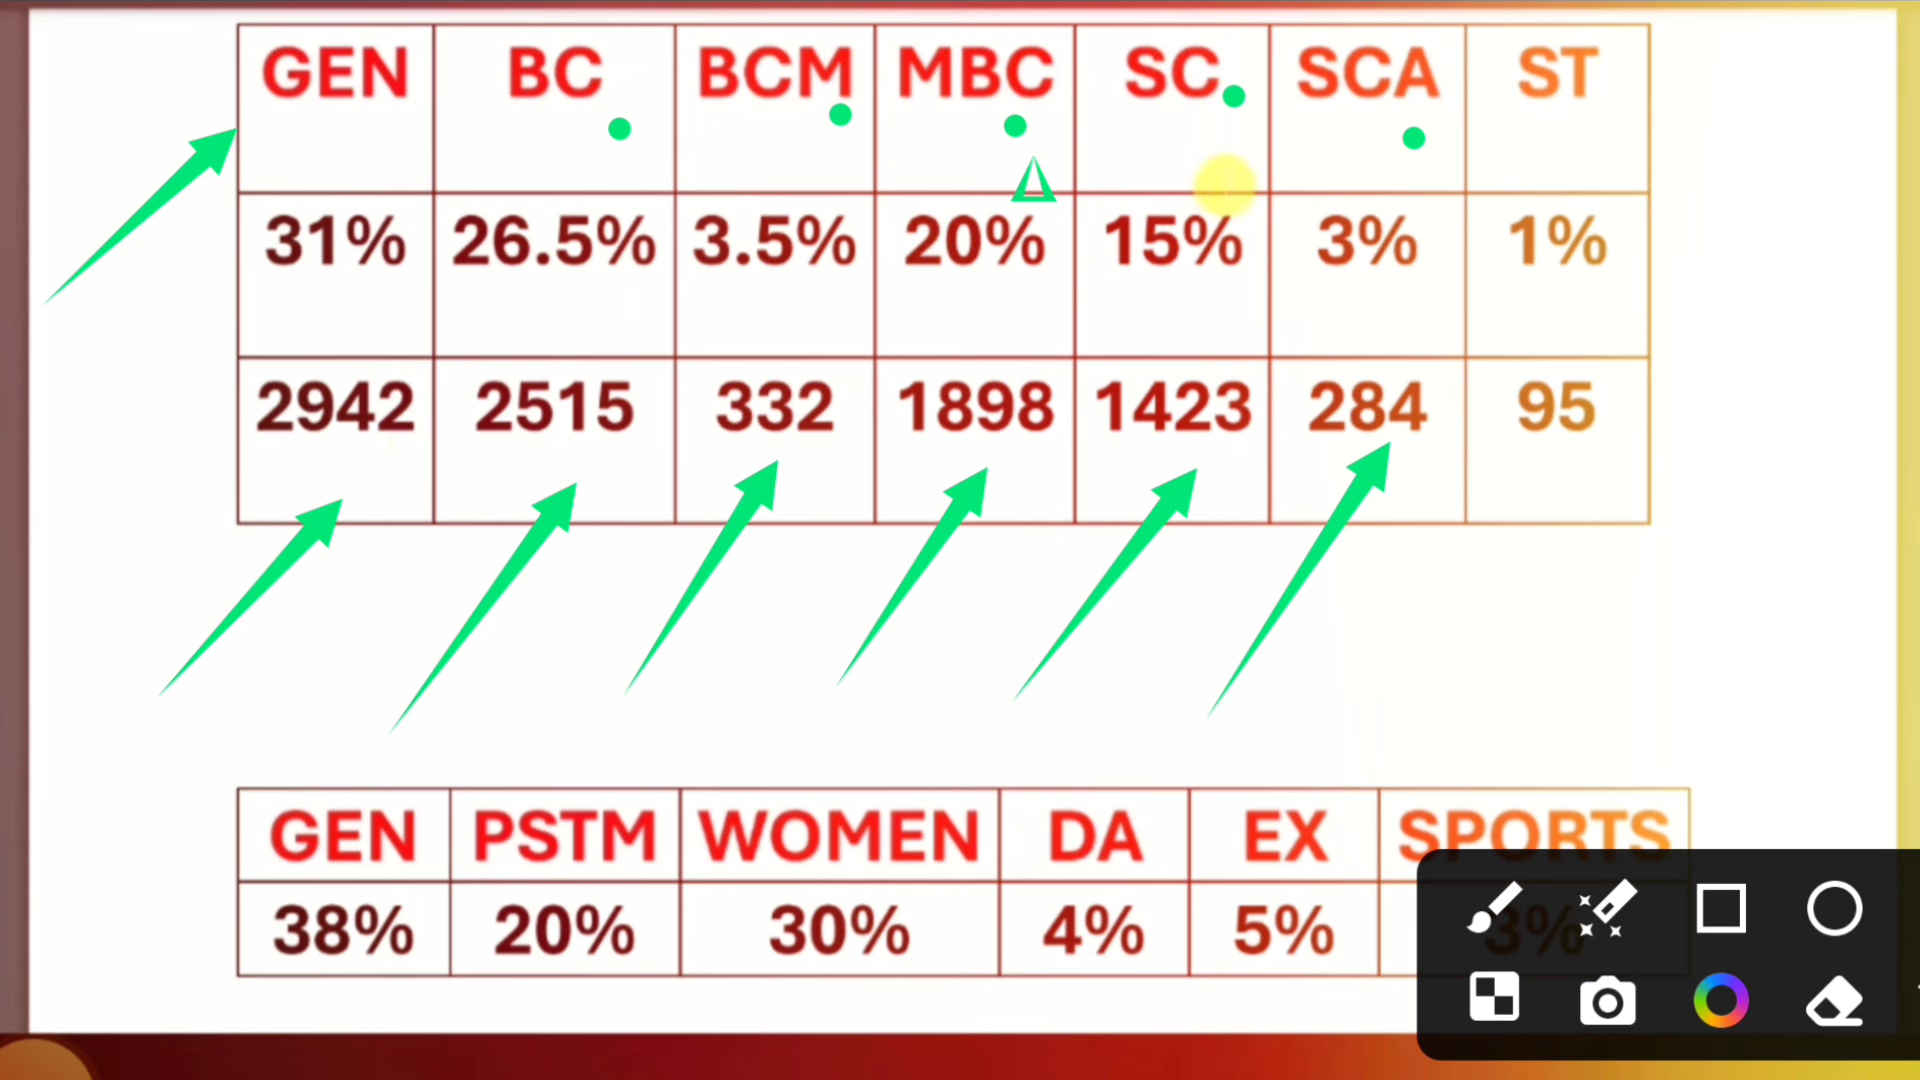 GEN BC BCM MBC SC SCA ST
31% 26.5% 3.5% 20% 15% 3% 1%
2942 2515 332 1898 1423 284 95
GEN PSTM WOMEN DA EX SPORTS
38% 20% 30% 4% 5% 3%